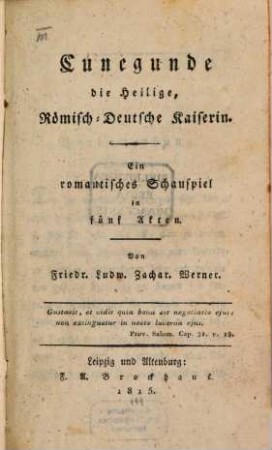 Cunegunde
die Heilige,
Römisch-Deutsche Kaiserin.
Ein
romantisches Schauspiel
in
fünf Akten.
Von
Friedr. Ludw. Zachar. Werner.
Gustavit, et vidit quia bona est negotiatio ejus:
non extinguetur in nocte lucerna ejus.
Prov. Salom. Cap. 31. v. 18.
Leipzig und Altenburg:
F. A. Brockhaus.
1815.